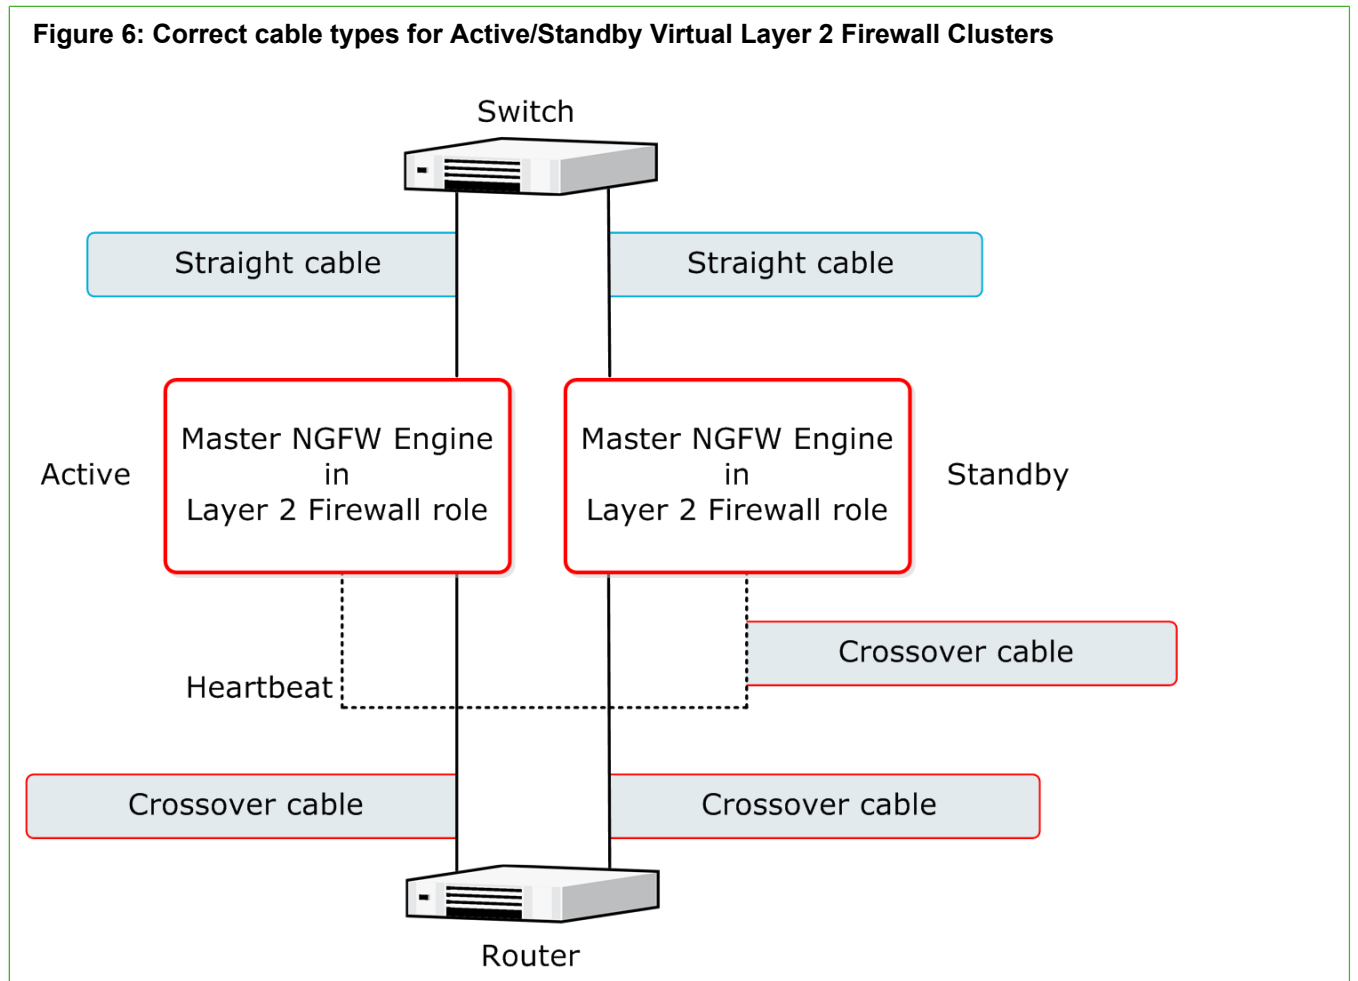 Figure 6: Correct cable types for Active/Standby Virtual Layer 2 Firewall Clusters
Switch
Straight cable
Straight cable
Active
Master NGFW Engine
in
Layer 2 Firewall role
Master NGFW Engine
in
Layer 2 Firewall role
Standby
Crossover cable
Heartbeat
Crossover cable
Crossover cable
Router